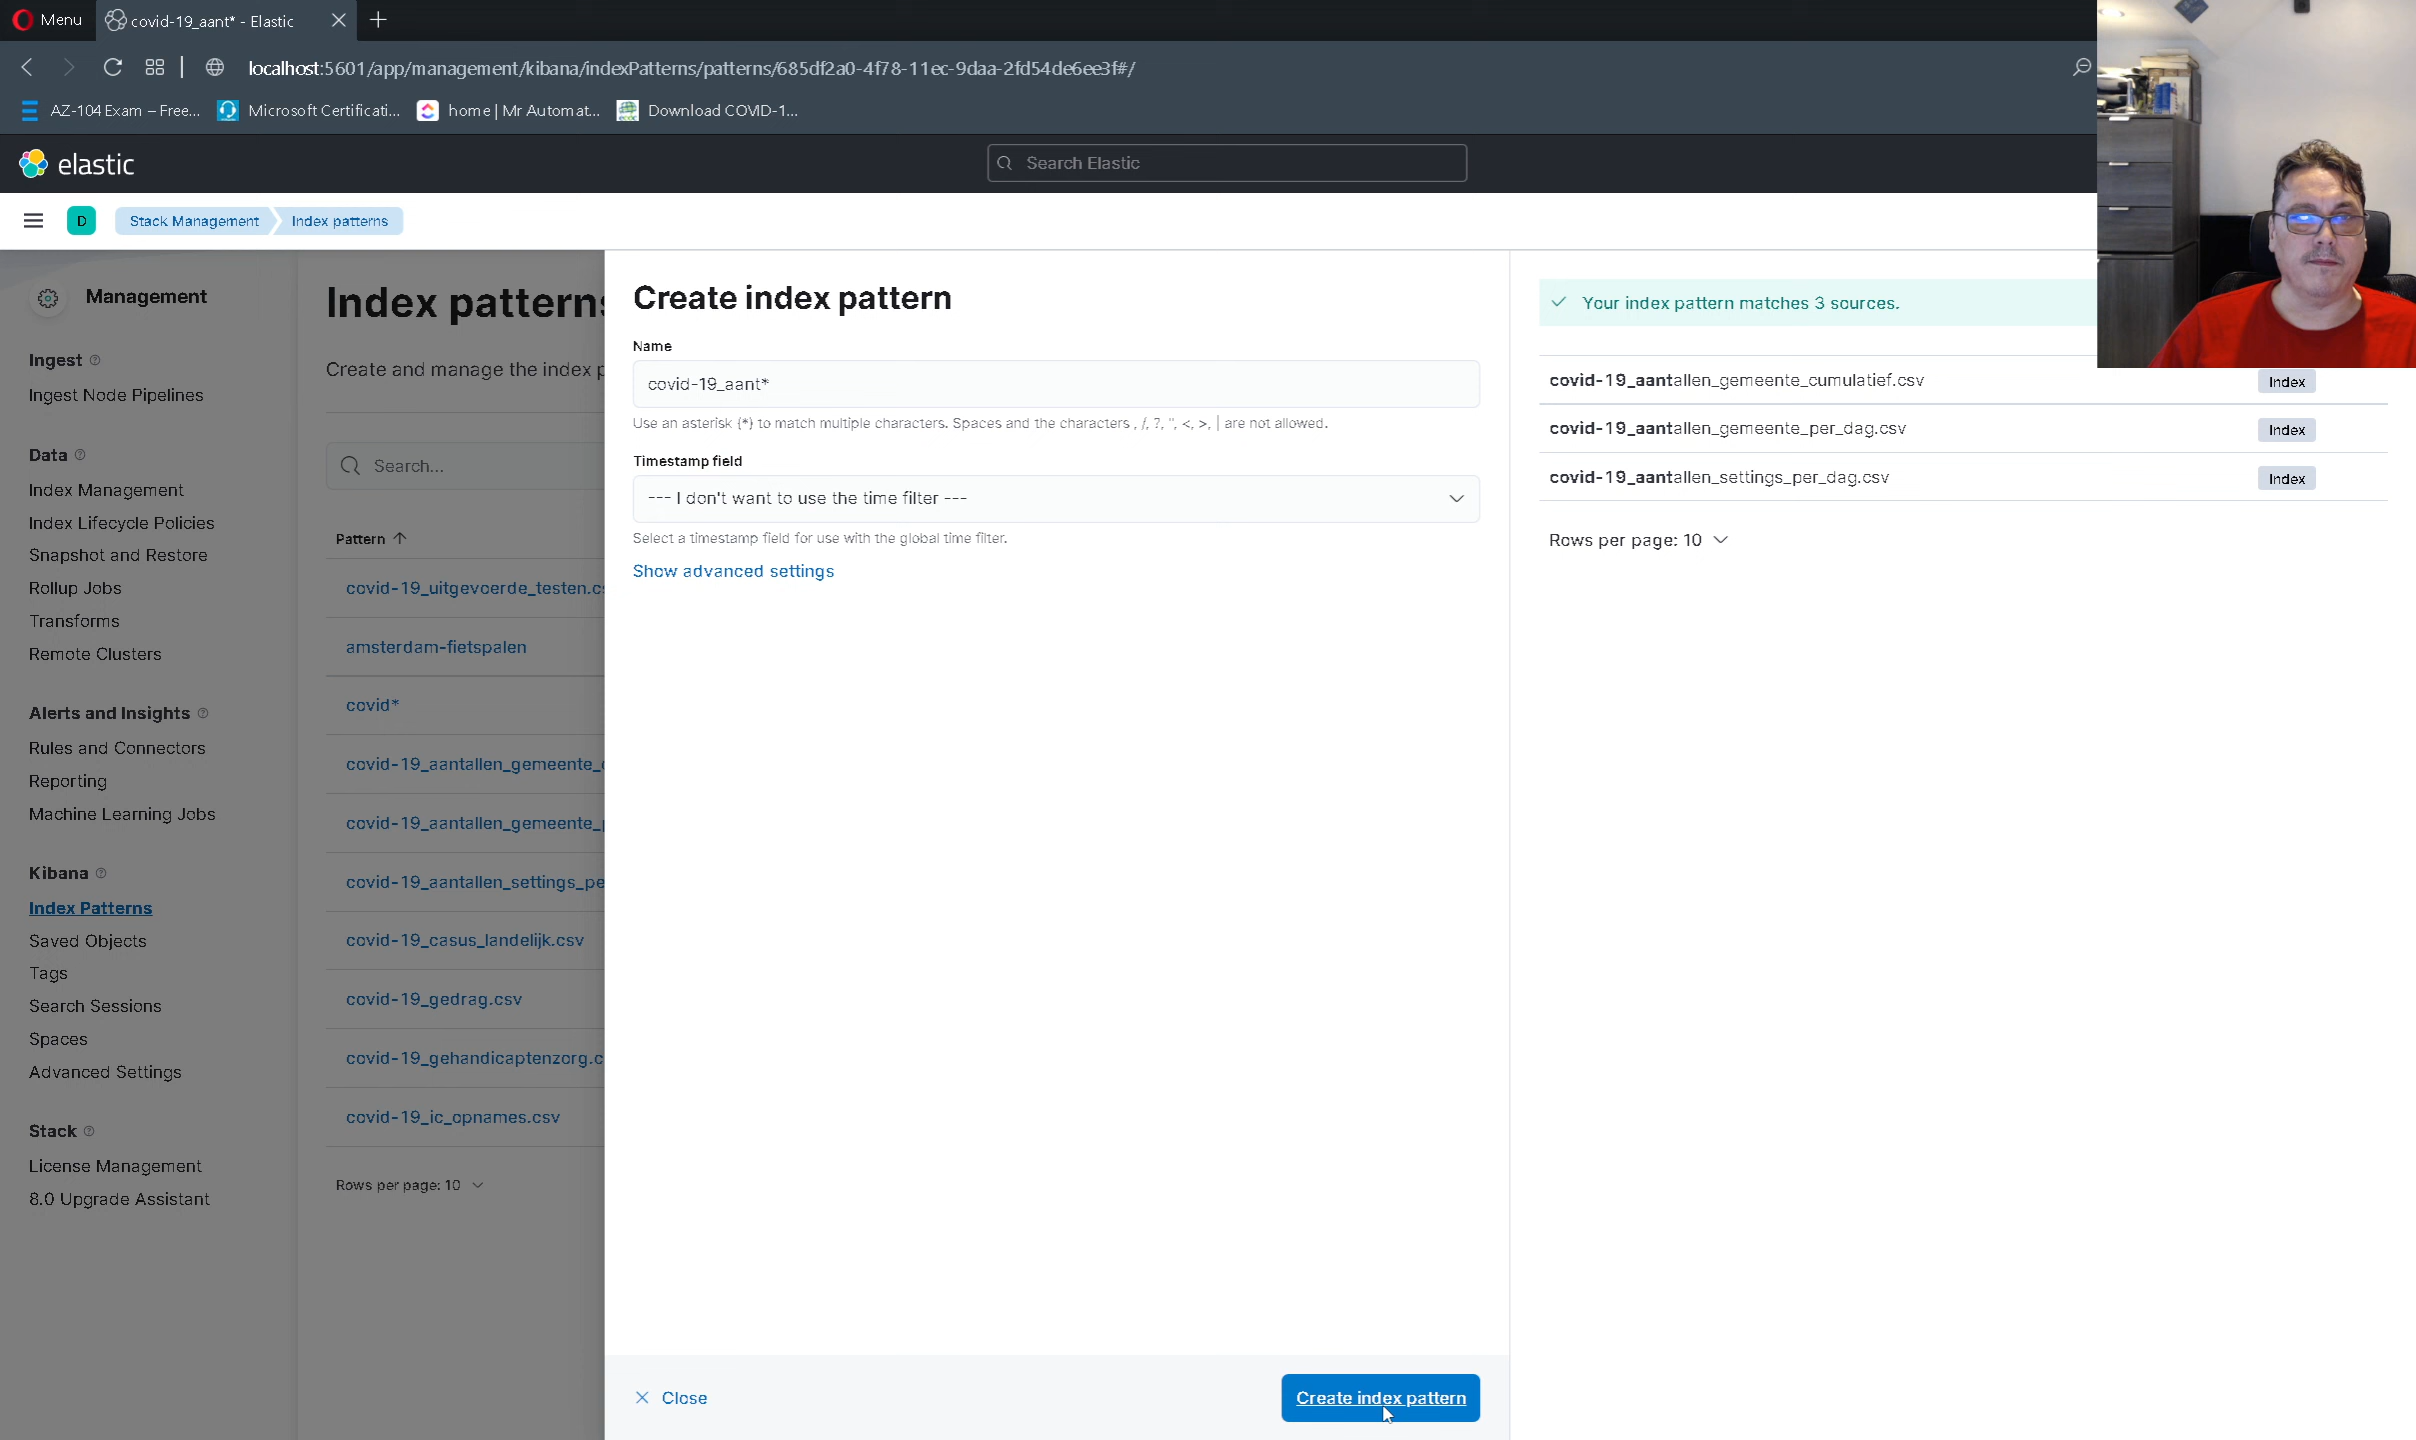 Menu
covid-19_aant* - Elastic
localhost:5601/app/management/kibana/indexPatterns/patterns/685df2a0-4f78-11ec-9daa-2fd54de6ee3f#/
AZ-104 Exam – Free...
Microsoft Certificati...
home | Mr Automat...
Download COVID-1...
elastic
Search Elastic
D
Stack Management
Index patterns
Management
Ingest
Ingest Node Pipelines
Data
Index Management
Index Lifecycle Policies
Snapshot and Restore
Rollup Jobs
Transforms
Remote Clusters
Alerts and Insights
Rules and Connectors
Reporting
Machine Learning Jobs
Kibana
Index Patterns
Saved Objects
Tags
Search Sessions
Spaces
Advanced Settings
Stack
License Management
8.0 Upgrade Assistant
Index patterns
Create and manage the index p
Search...
Pattern
covid-19_uitgevoerde_testen.cs
amsterdam-fietspalen
covid*
covid-19_aantallen_gemeente_c
covid-19_aantallen_gemeente_p
covid-19_aantallen_settings_pe
covid-19_casus_landelijk.csv
covid-19_gedrag.csv
covid-19_gehandicaptenzorg.c
covid-19_ic_opnames.csv
Rows per page: 10
Create index pattern
Name
covid-19_aant*
Use an asterisk (*) to match multiple characters. Spaces and the characters , /, ?, ", <, >, | are not allowed.
Timestamp field
--- I don't want to use the time filter ---
Select a timestamp field for use with the global time filter.
Show advanced settings
Close
Create index pattern
Your index pattern matches 3 sources.
covid-19_aantallen_gemeente_cumulatief.csv Index
covid-19_aantallen_gemeente_per_dag.csv Index
covid-19_aantallen_settings_per_dag.csv Index
Rows per page: 10